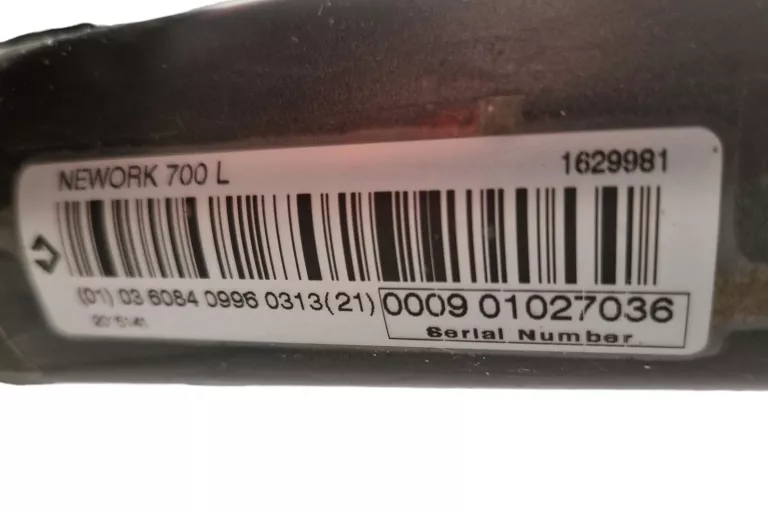 NEWORK 700 L
1629981
(01) 03 6084 0996 0313(21) 0009 01027036
Serial Number